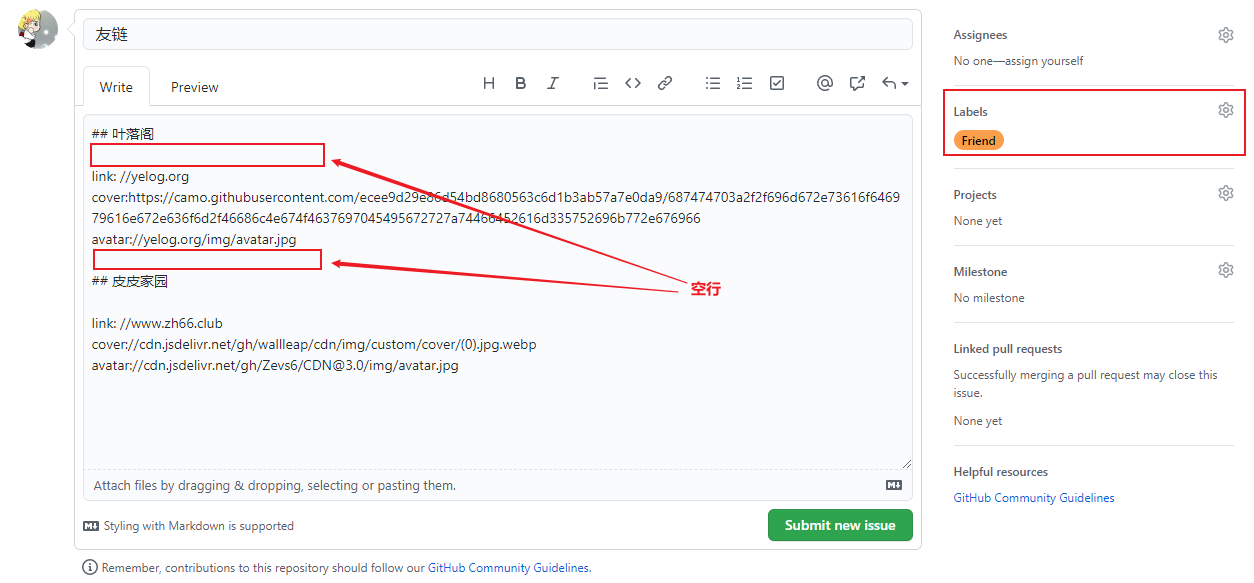 友链
Write
Preview
## 叶落阁
link: //yelog.org
cover:https://camo.githubusercontent.com/ecee9d29e86d54bd8680563c6d1b3ab57a7e0da9/687474703a2f2f696d672e73616f6469
79616e672e636f6d2f46686c4e674f4637697045495672727a74466452616d335752696b772e676966
avatar://yelog.org/img/avatar.jpg
## 皮皮家园
link: //www.zh66.club
cover://cdn.jsdelivr.net/gh/wallleap/cdn/img/custom/cover/(0).jpg.webp
avatar://cdn.jsdelivr.net/gh/Zevs6/CDN@3.0/img/avatar.jpg
空行
Attach files by dragging & dropping, selecting or pasting them.
Styling with Markdown is supported
Submit new issue
Remember, contributions to this repository should follow our GitHub Community Guidelines.
Assignees
No one—assign yourself
Labels
Friend
Projects
None yet
Milestone
No milestone
Linked pull requests
Successfully merging a pull request may close this
issue.
None yet
Helpful resources
GitHub Community Guidelines